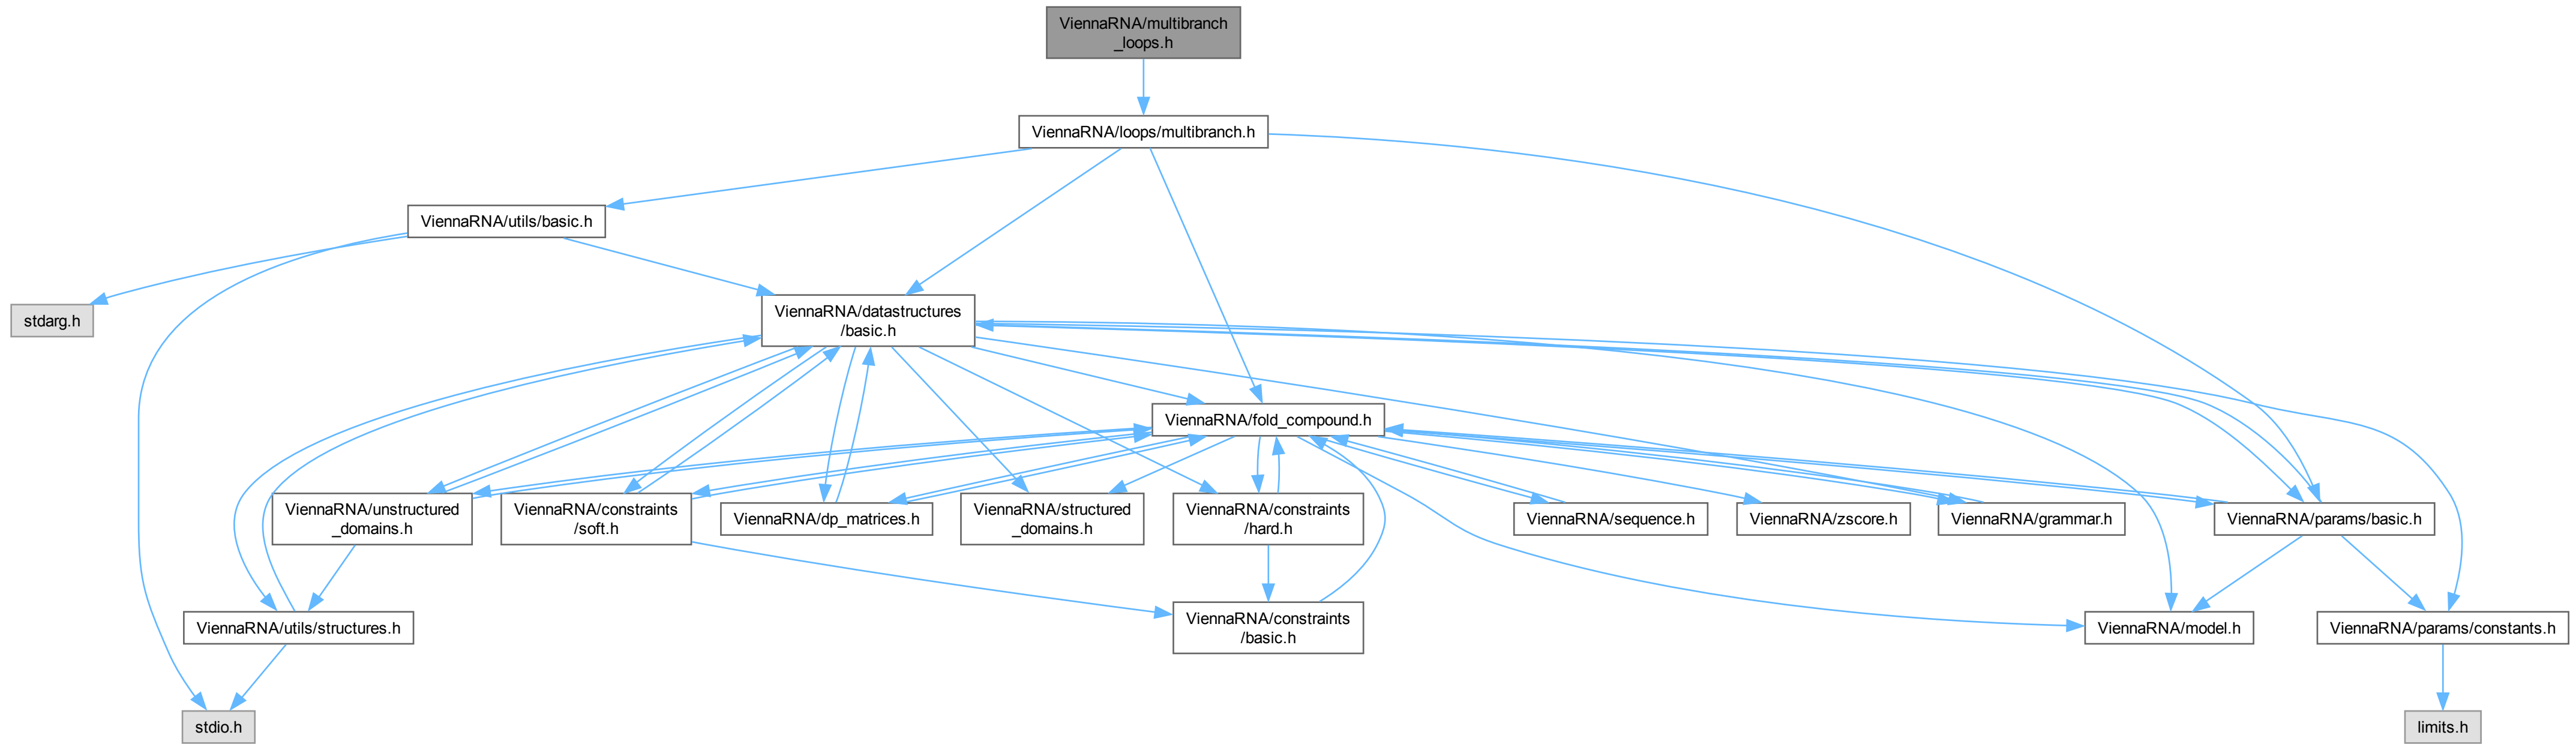 ViennaRNA/multibranch
_loops.h
ViennaRNA/loops/multibranch.h
ViennaRNA/utils/basic.h
stdarg.h
ViennaRNA/datastructures
/basic.h
ViennaRNA/fold_compound.h
ViennaRNA/unstructured
_domains.h
ViennaRNA/constraints
/soft.h
ViennaRNA/dp_matrices.h
ViennaRNA/structured
_domains.h
ViennaRNA/constraints
/hard.h
ViennaRNA/sequence.h
ViennaRNA/zscore.h
ViennaRNA/grammar.h
ViennaRNA/params/basic.h
ViennaRNA/utils/structures.h
ViennaRNA/constraints
/basic.h
ViennaRNA/model.h
ViennaRNA/params/constants.h
stdio.h
limits.h